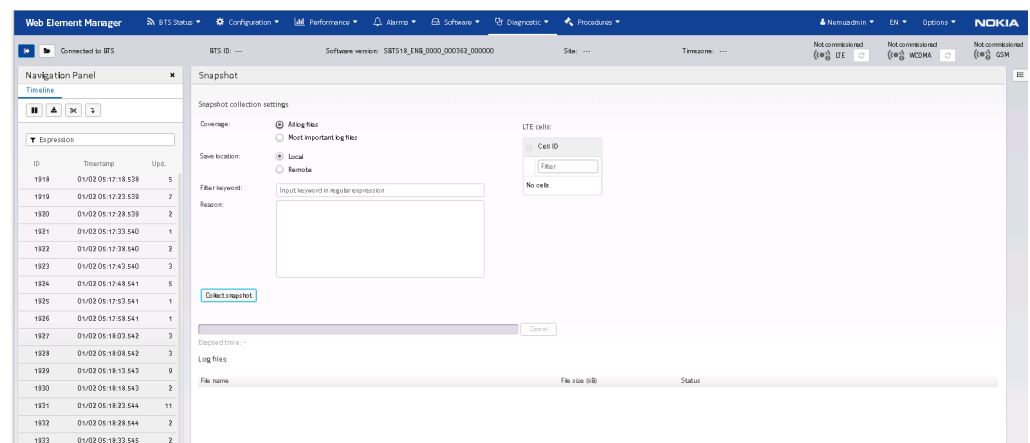 Web Element Manager BTS Status Configuration Performance Alarms Software Diagnostic Procedures Nemuadmin EN Options NOKIA
Connected to BTS BTS ID: --- Software version: SBTS18_ENB_0000_000362_000000 Site: --- Timezone: --- Not commissioned LTE Not commissioned WCDMA Not commissioned GSM
Navigation Panel
Timeline
Expression
ID Timestamp Upd.
1918 01/02 05:17:18.538 5
1919 01/02 05:17:23.539 7
1920 01/02 05:17:28.539 2
1921 01/02 05:17:33.540 1
1922 01/02 05:17:38.540 2
1923 01/02 05:17:43.540 3
1924 01/02 05:17:48.541 5
1925 01/02 05:17:53.541 1
1926 01/02 05:17:58.541 1
1927 01/02 05:18:03.542 3
1928 01/02 05:18:08.542 3
1929 01/02 05:18:13.543 9
1930 01/02 05:18:18.543 2
1931 01/02 05:18:23.544 11
1932 01/02 05:18:28.544 2
1933 01/02 05:18:33.545 2
Snapshot
Snapshot collection settings
Coverage: All log files
Most important log files
Save location: Local
Remote
Filter keyword: Input keyword in regular expression
Reason:
LTE cells:
Cell ID
Filter
No cells
Collect snapshot
Cancel
Elapsed time: -
Log files:
File name File size (kB) Status